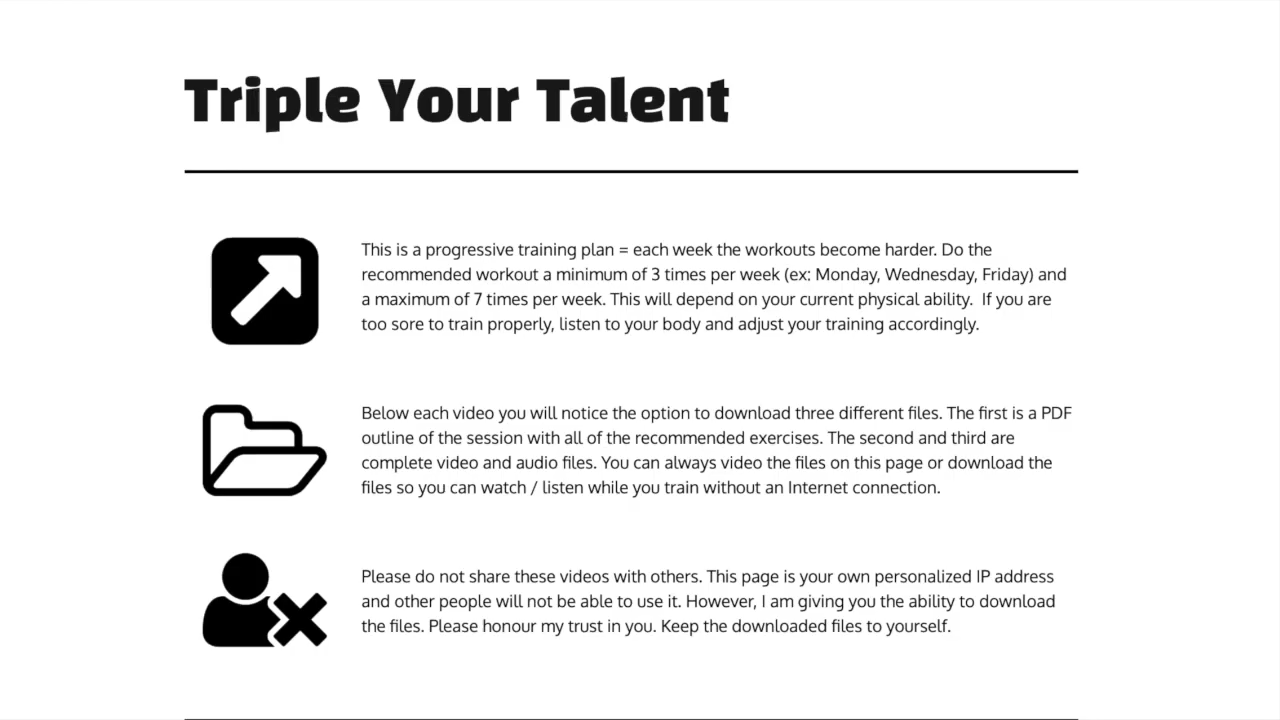 Triple Your Talent
This is a progressive training plan = each week the workouts become harder. Do the
recommended workout a minimum of 3 times per week (ex: Monday, Wednesday, Friday) and
a maximum of 7 times per week. This will depend on your current physical ability.  If you are
too sore to train properly, listen to your body and adjust your training accordingly.
Below each video you will notice the option to download three different files. The first is a PDF
outline of the session with all of the recommended exercises. The second and third are
complete video and audio files. You can always video the files on this page or download the
files so you can watch / listen while you train without an Internet connection.
Please do not share these videos with others. This page is your own personalized IP address
and other people will not be able to use it. However, I am giving you the ability to download
the files. Please honour my trust in you. Keep the downloaded files to yourself.